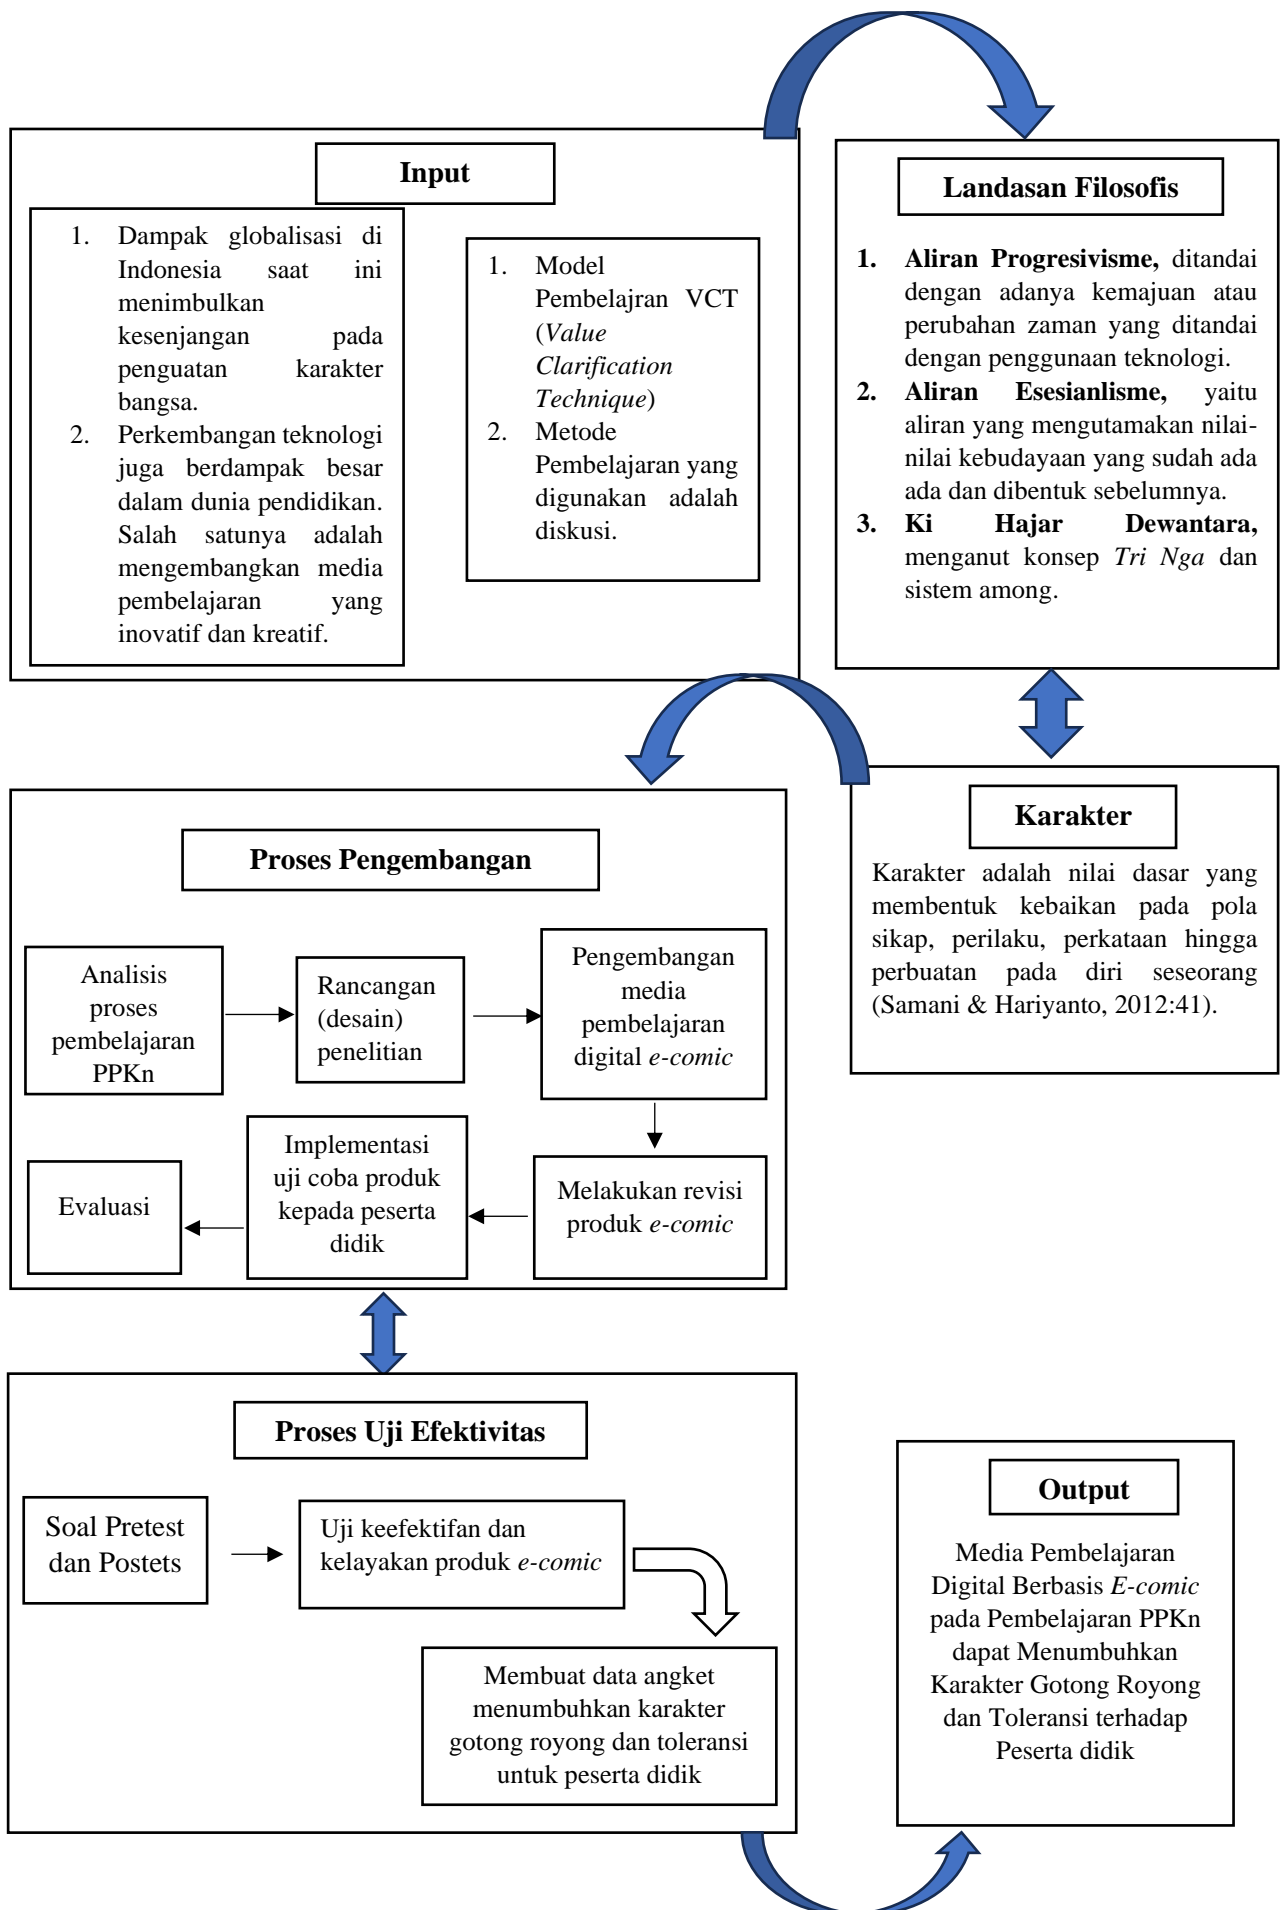 Input
1. Dampak globalisasi di
Indonesia saat ini
menimbulkan
kesenjangan pada
penguatan karakter
bangsa.
2. Perkembangan teknologi
juga berdampak besar
dalam dunia pendidikan.
Salah satunya adalah
mengembangkan media
pembelajaran yang
inovatif dan kreatif.
1. Model
Pembelajran VCT
(Value
Clarification
Technique)
2. Metode
Pembelajaran yang
digunakan adalah
diskusi.
Landasan Filosofis
1. Aliran Progresivisme, ditandai
dengan adanya kemajuan atau
perubahan zaman yang ditandai
dengan penggunaan teknologi.
2. Aliran Esesianlisme, yaitu
aliran yang mengutamakan nilai-
nilai kebudayaan yang sudah ada
ada dan dibentuk sebelumnya.
3. Ki Hajar Dewantara,
menganut konsep Tri Nga dan
sistem among.
Karakter
Karakter adalah nilai dasar yang
membentuk kebaikan pada pola
sikap, perilaku, perkataan hingga
perbuatan pada diri seseorang
(Samani & Hariyanto, 2012:41).
Proses Pengembangan
Analisis
proses
pembelajaran
PPKn
Rancangan
(desain)
penelitian
Pengembangan
media
pembelajaran
digital e-comic
Melakukan revisi
produk e-comic
Implementasi
uji coba produk
kepada peserta
didik
Evaluasi
Proses Uji Efektivitas
Soal Pretest
dan Postets
Uji keefektifan dan
kelayakan produk e-comic
Membuat data angket
menumbuhkan karakter
gotong royong dan toleransi
untuk peserta didik
Output
Media Pembelajaran
Digital Berbasis E-comic
pada Pembelajaran PPKn
dapat Menumbuhkan
Karakter Gotong Royong
dan Toleransi terhadap
Peserta didik